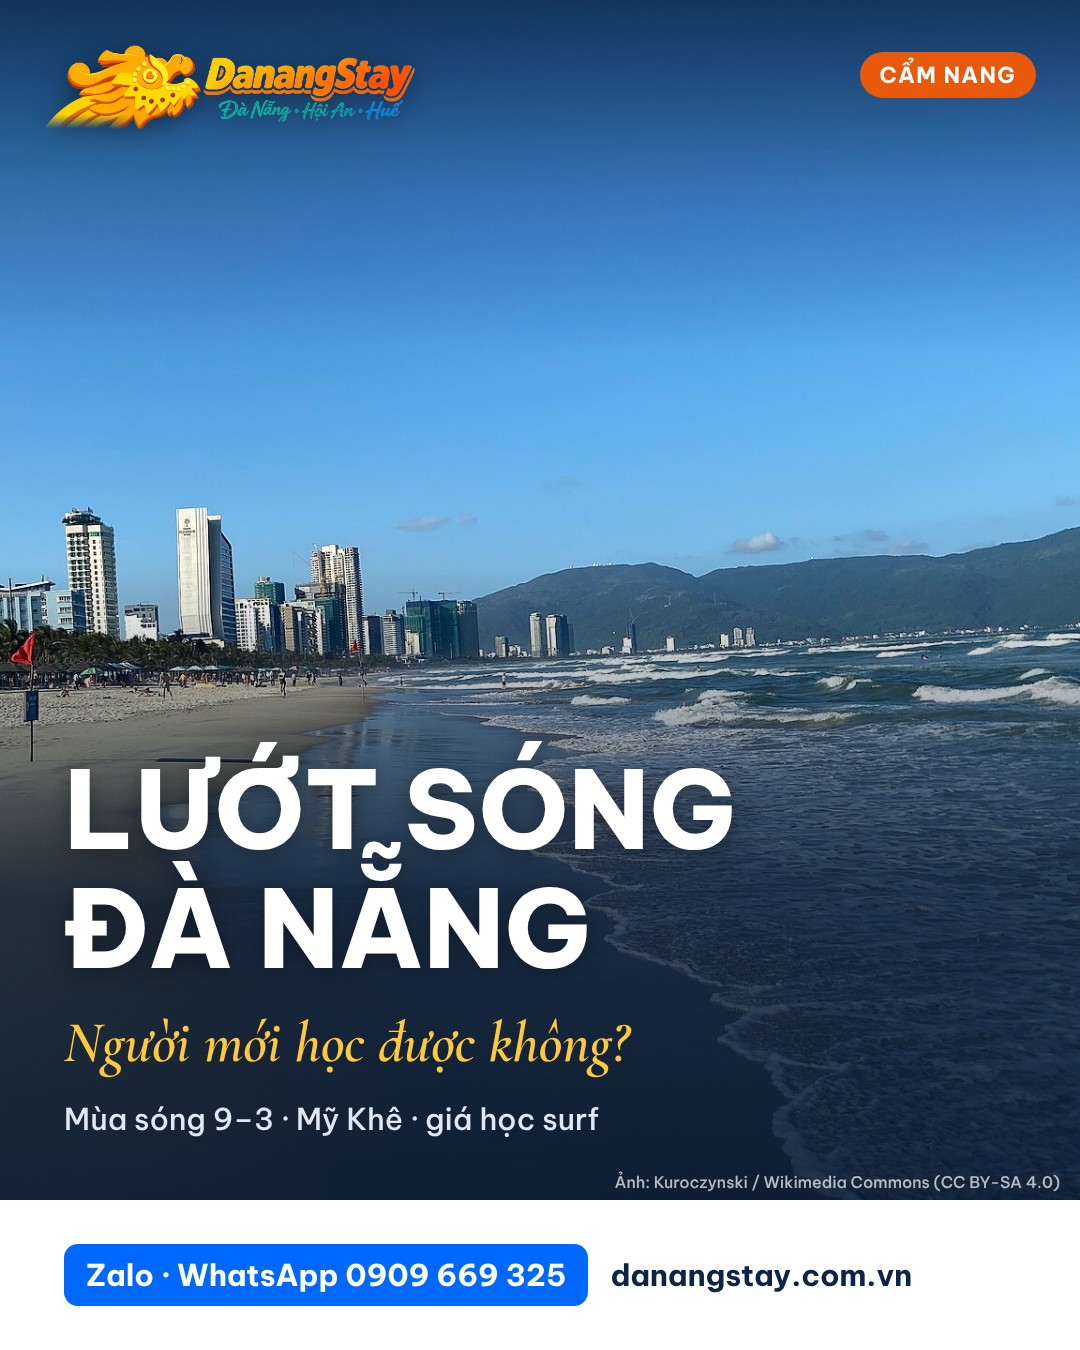 DanangStay
Đà Nẵng · Hội An · Huế
CẨM NANG
LƯỚT SÓNG
ĐÀ NẴNG
Người mới học được không?
Mùa sóng 9–3 · Mỹ Khê · giá học surf
Ảnh: Kuroczynski / Wikimedia Commons (CC BY-SA 4.0)
Zalo · WhatsApp 0909 669 325
danangstay.com.vn